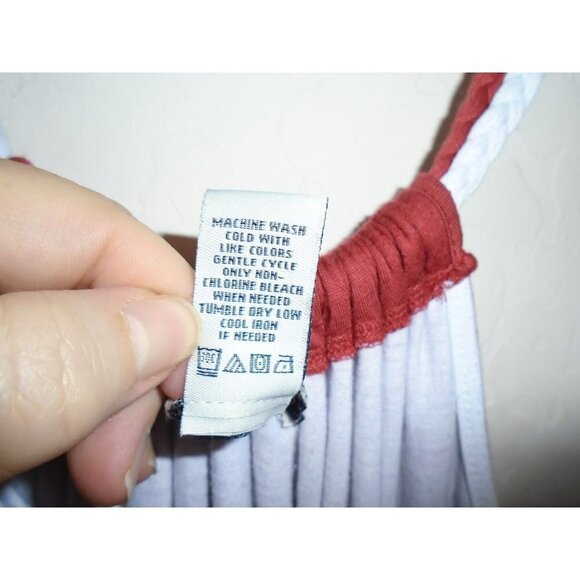 MACHINE WASH
COLD WITH
LIKE COLORS
GENTLE CYCLE
ONLY NON-
CHLORINE BLEACH
WHEN NEEDED
TUMBLE DRY LOW
COOL IRON
IF NEEDED